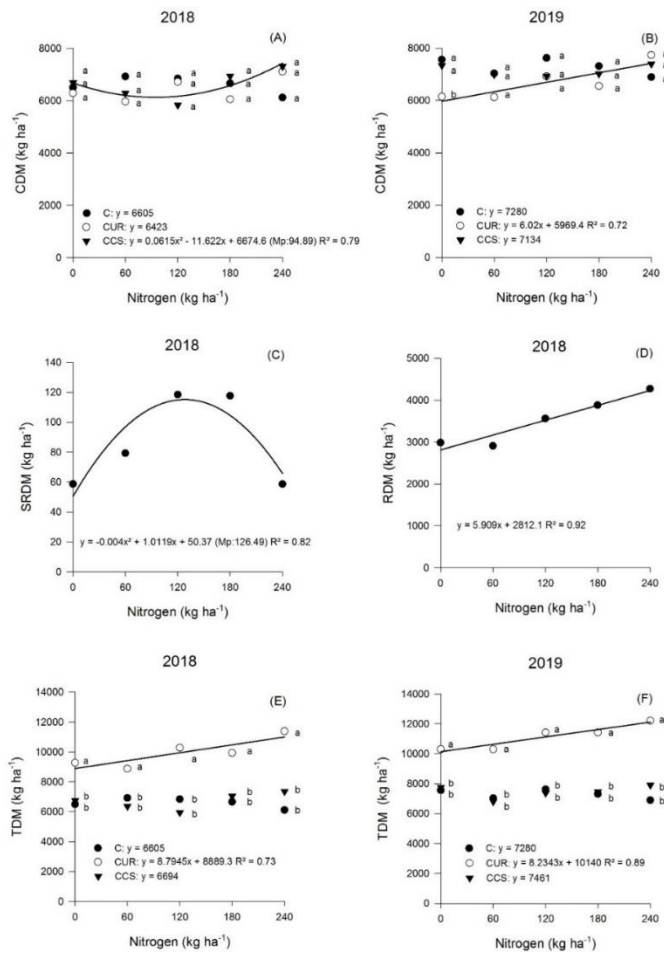 2018
(A)
8000
6000
4000
2000
0
CDM (kg ha⁻¹)
a a a a a
a a a a a
a a a a a
C: y = 6605
CUR: y = 6423
CCS: y = 0.0615x² - 11.622x + 6674.6 (Mp:94.89) R² = 0.79
0 60 120 180 240
Nitrogen (kg ha⁻¹)
2019
(B)
8000
6000
4000
2000
0
CDM (kg ha⁻¹)
a a a a a
a a a a a
b a a a a
C: y = 7280
CUR: y = 6.02x + 5969.4 R² = 0.72
CCS: y = 7134
0 60 120 180 240
Nitrogen (kg ha⁻¹)
2018
(C)
140
120
100
80
60
40
20
0
SRDM (kg ha⁻¹)
y = -0.004x² + 1.0119x + 50.37 (Mp:126.49) R² = 0.82
0 60 120 180 240
Nitrogen (kg ha⁻¹)
2018
(D)
5000
4000
3000
2000
1000
0
RDM (kg ha⁻¹)
y = 5.909x + 2812.1 R² = 0.92
0 60 120 180 240
Nitrogen (kg ha⁻¹)
2018
(E)
14000
12000
10000
8000
6000
4000
2000
0
TDM (kg ha⁻¹)
a a a a a
b b b b b
b b b b b
C: y = 6605
CUR: y = 8.7945x + 8889.3 R² = 0.73
CCS: y = 6694
0 60 120 180 240
Nitrogen (kg ha⁻¹)
2019
(F)
14000
12000
10000
8000
6000
4000
2000
0
TDM (kg ha⁻¹)
a a a a a
b b b b b
b b b b b
C: y = 7280
CUR: y = 8.2343x + 10140 R² = 0.89
CCS: y = 7461
0 60 120 180 240
Nitrogen (kg ha⁻¹)